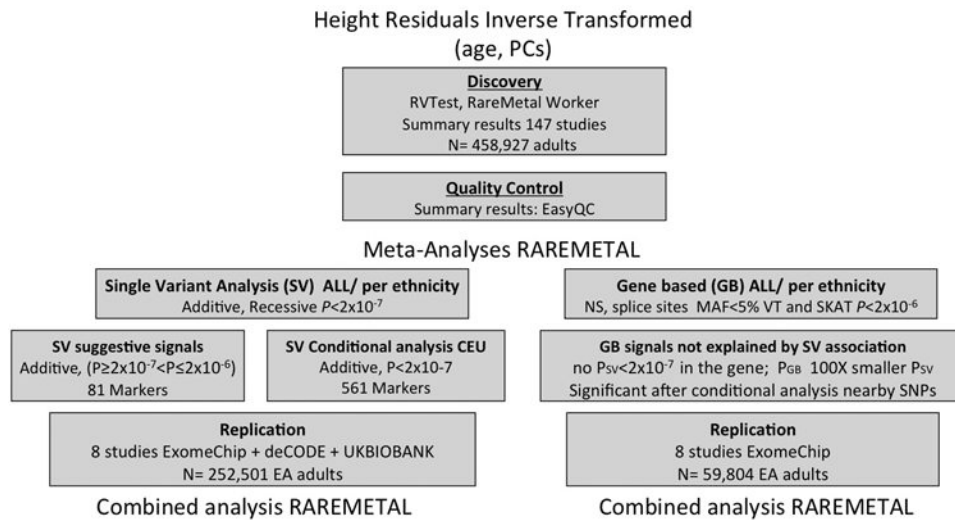 Height Residuals Inverse Transformed
(age, PCs)
Discovery
RVTest, RareMetal Worker
Summary results 147 studies
N= 458,927 adults
Quality Control
Summary results: EasyQC
Meta-Analyses RAREMETAL
Single Variant Analysis (SV) ALL/ per ethnicity
Additive, Recessive P<2x10⁻⁷
SV suggestive signals
Additive, (P≥2x10⁻⁷<P≤2x10⁻⁶)
81 Markers
SV Conditional analysis CEU
Additive, P<2x10-7
561 Markers
Replication
8 studies ExomeChip + deCODE + UKBIOBANK
N= 252,501 EA adults
Combined analysis RAREMETAL
Gene based (GB) ALL/ per ethnicity
NS, splice sites MAF<5% VT and SKAT P<2x10⁻⁶
GB signals not explained by SV association
no PSV<2x10⁻⁷ in the gene; PGB 100X smaller PSV
Significant after conditional analysis nearby SNPs
Replication
8 studies ExomeChip
N= 59,804 EA adults
Combined analysis RAREMETAL